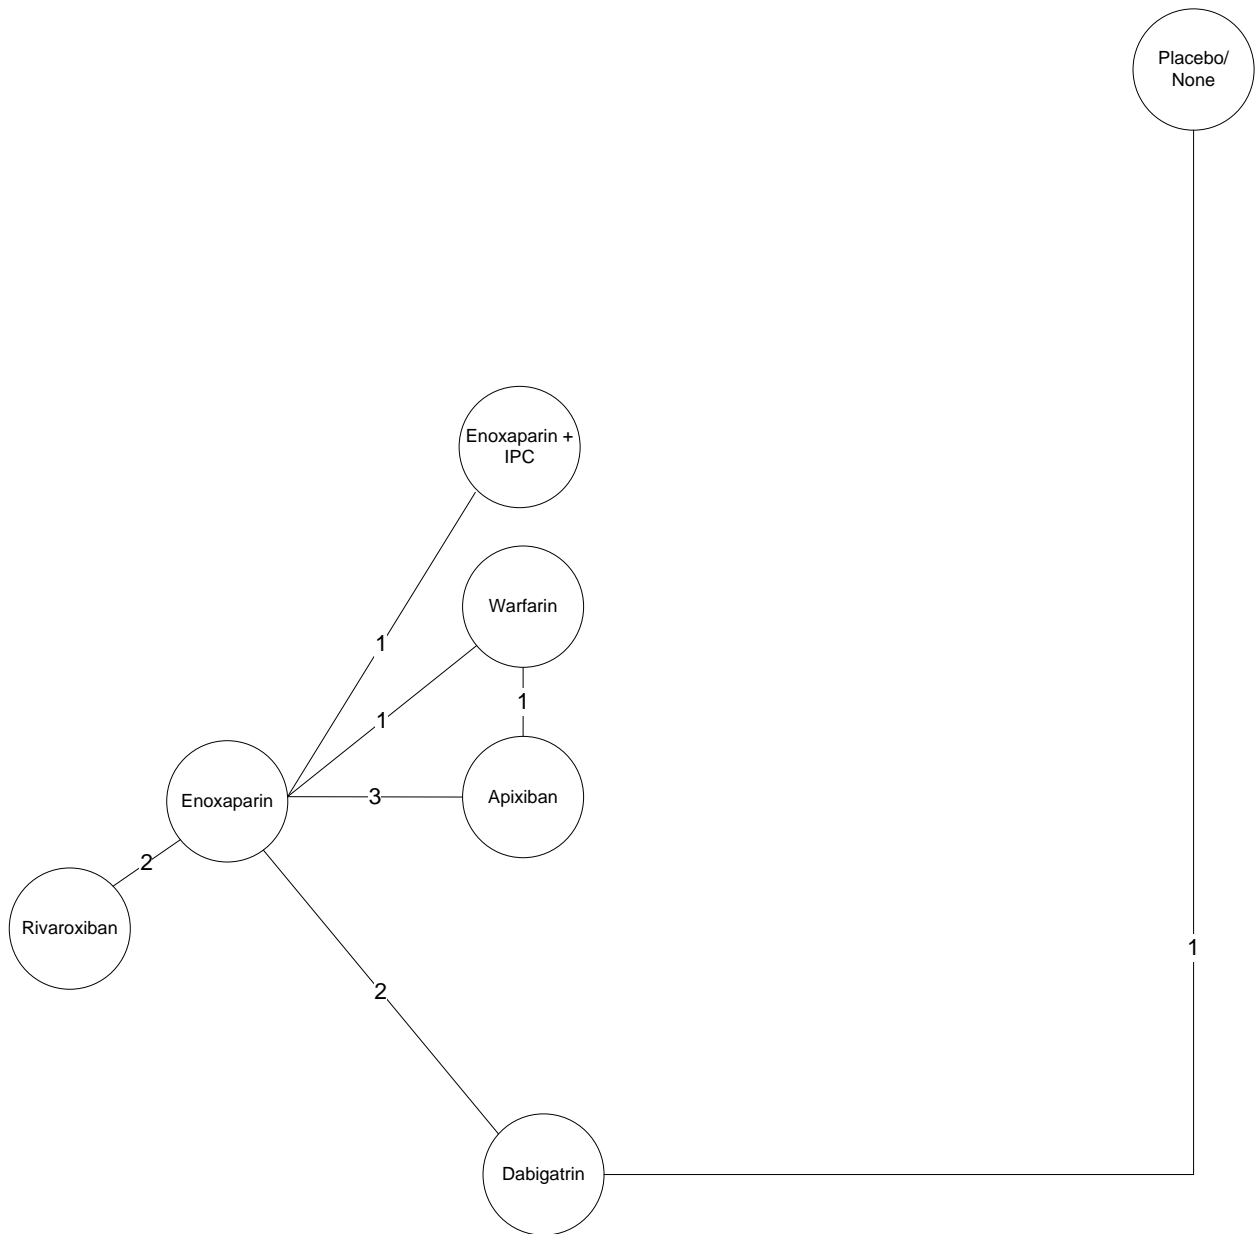 Placebo/
None
Enoxaparin +
IPC
Warfarin
1
1
1
Enoxaparin
3
Apixiban
2
Rivaroxiban
1
2
Dabigatrin